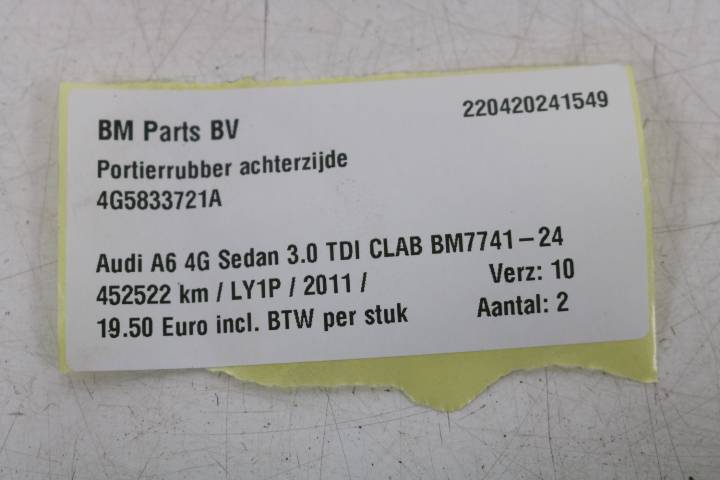 BM Parts BV
220420241549
Portierrubber achterzijde
4G5833721A
Audi A6 4G Sedan 3.0 TDI CLAB BM7741-24
452522 km / LY1P / 2011 /
Verz: 10
19.50 Euro incl. BTW per stuk
Aantal: 2